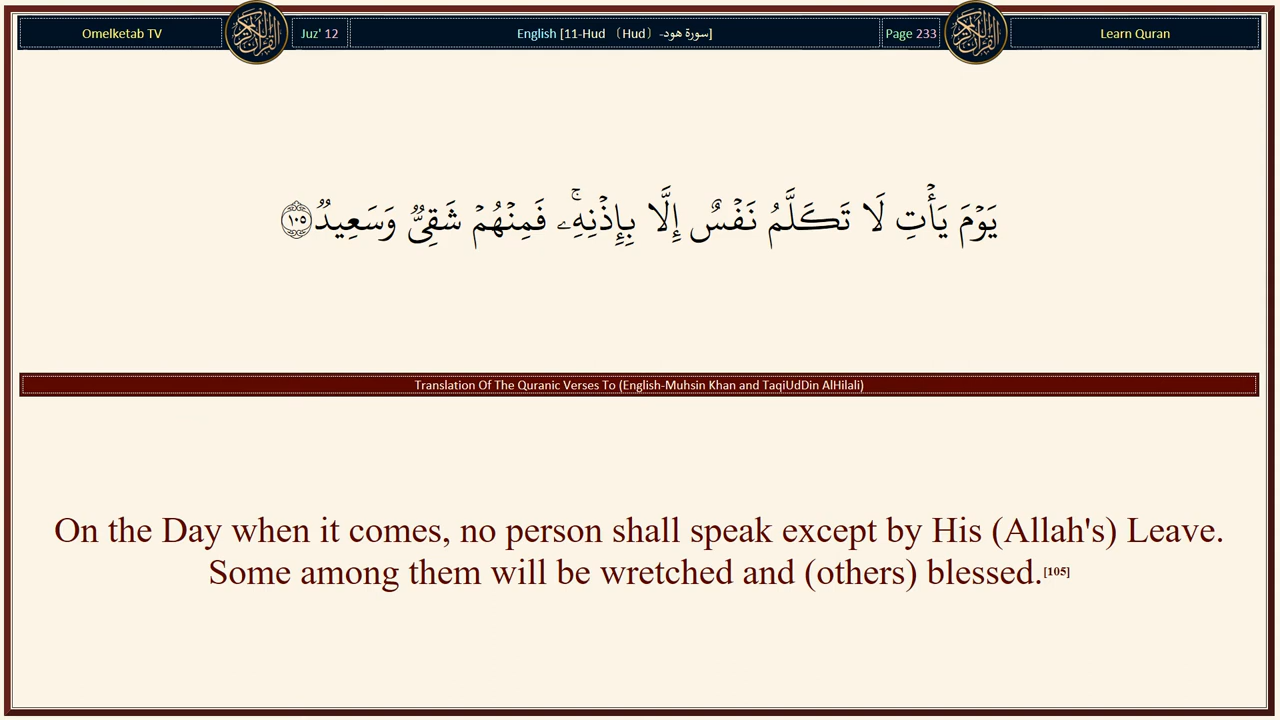 Omelketab TV
Juz' 12
English [11-Hud 〔Hud〕-سورة هود]
Page 233
Learn Quran
يَوْمَ يَأْتِ لَا تَكَلَّمُ نَفْسٌ إِلَّا بِإِذْنِهِۦۚ فَمِنْهُمْ شَقِىٌّ وَسَعِيدٌ ١٠٥
Translation Of The Quranic Verses To (English-Muhsin Khan and TaqiUdDin AlHilali)
On the Day when it comes, no person shall speak except by His (Allah's) Leave.
Some among them will be wretched and (others) blessed.[105]